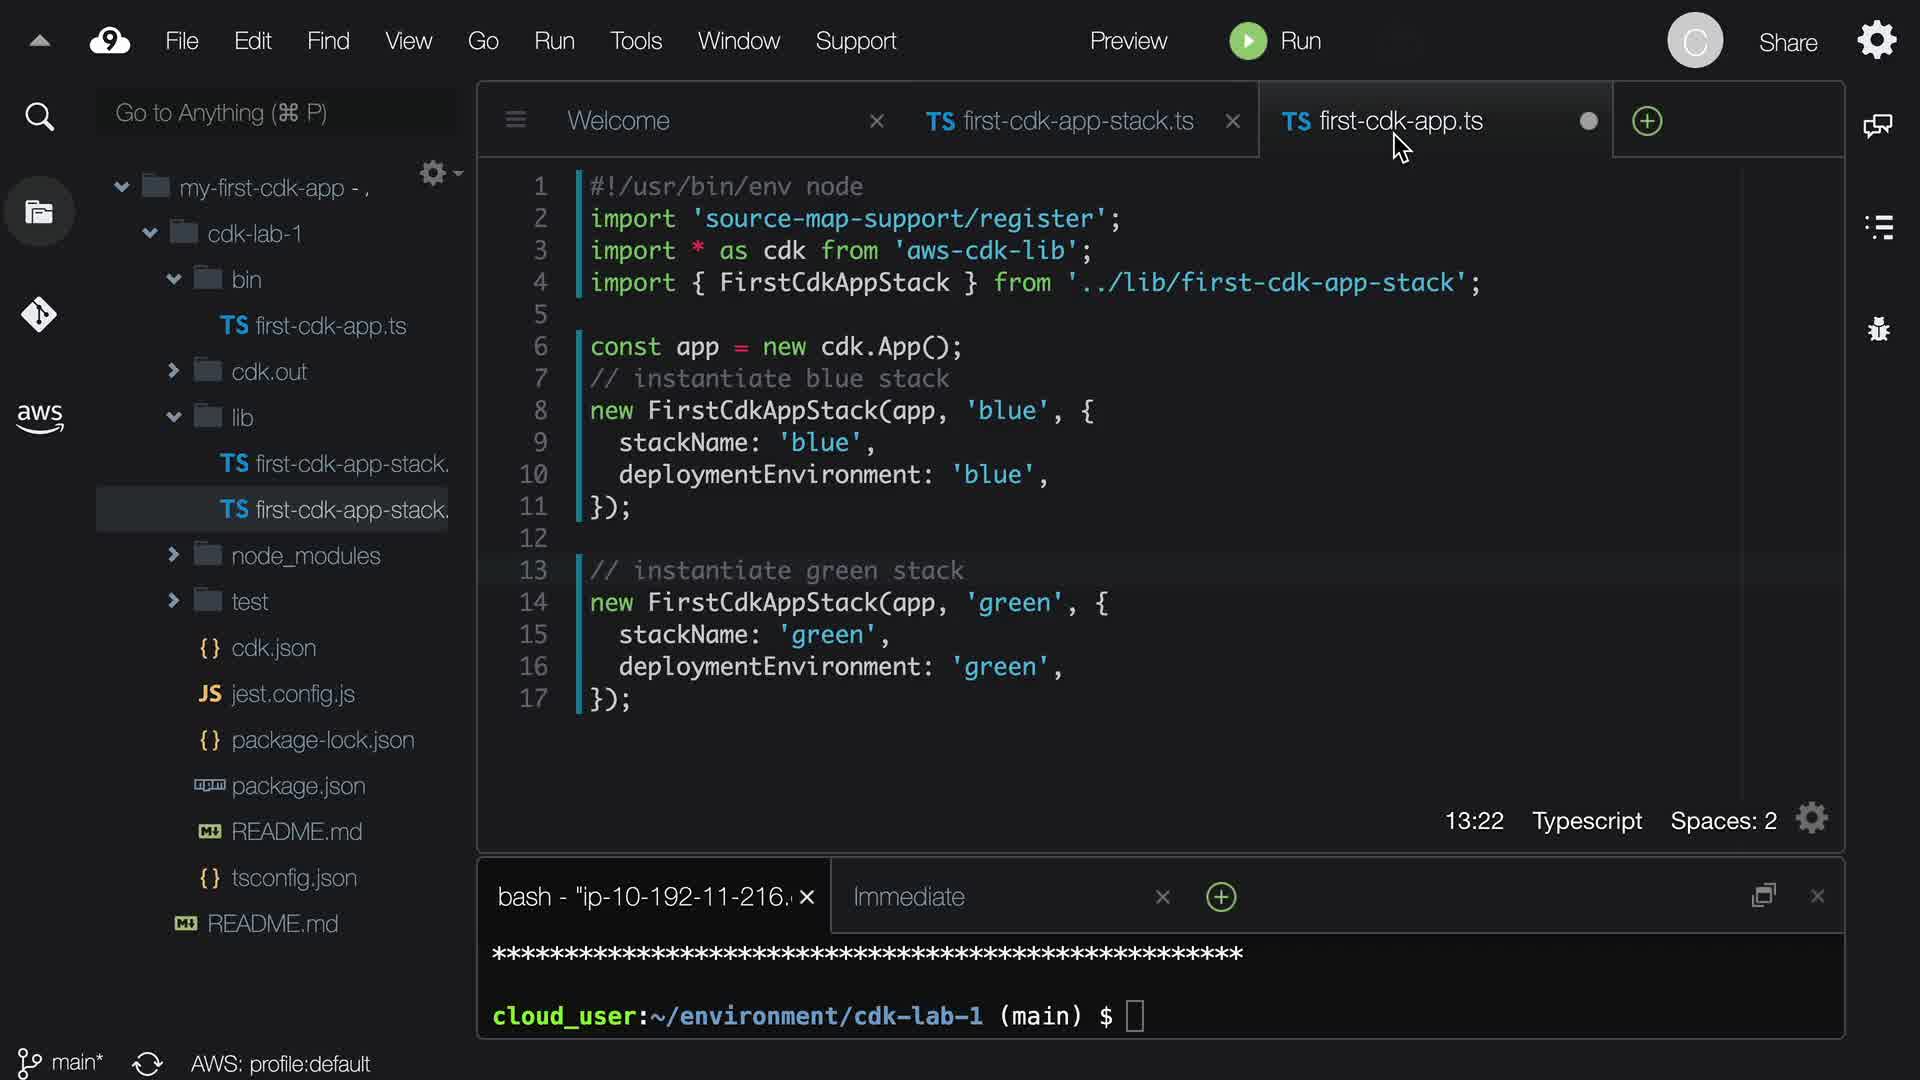 9 File Edit Find View Go Run Tools Window Support Preview Run C Share
Go to Anything (⌘ P)
Welcome
TS first-cdk-app-stack.ts
TS first-cdk-app.ts
my-first-cdk-app - .
cdk-lab-1
bin
TS first-cdk-app.ts
cdk.out
lib
TS first-cdk-app-stack.
TS first-cdk-app-stack.
node_modules
test
{} cdk.json
JS jest.config.js
{} package-lock.json
package.json
M↓ README.md
{} tsconfig.json
M↓ README.md
aws
1 #!/usr/bin/env node
2 import 'source-map-support/register';
3 import * as cdk from 'aws-cdk-lib';
4 import { FirstCdkAppStack } from '../lib/first-cdk-app-stack';
5
6 const app = new cdk.App();
7 // instantiate blue stack
8 new FirstCdkAppStack(app, 'blue', {
9 stackName: 'blue',
10 deploymentEnvironment: 'blue',
11 });
12
13 // instantiate green stack
14 new FirstCdkAppStack(app, 'green', {
15 stackName: 'green',
16 deploymentEnvironment: 'green',
17 });
13:22 Typescript Spaces: 2
bash - "ip-10-192-11-216.
Immediate
****************************************************
cloud_user:~/environment/cdk-lab-1 (main) $
main* AWS: profile:default